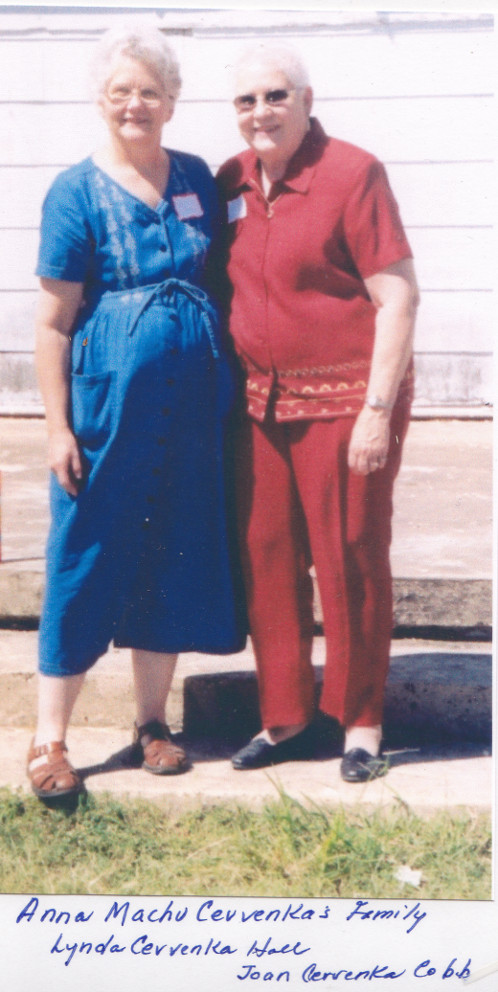 Anna Machu Cervenka's Family
Lynda Cervenka Hall
Joan Cervenka Cobb